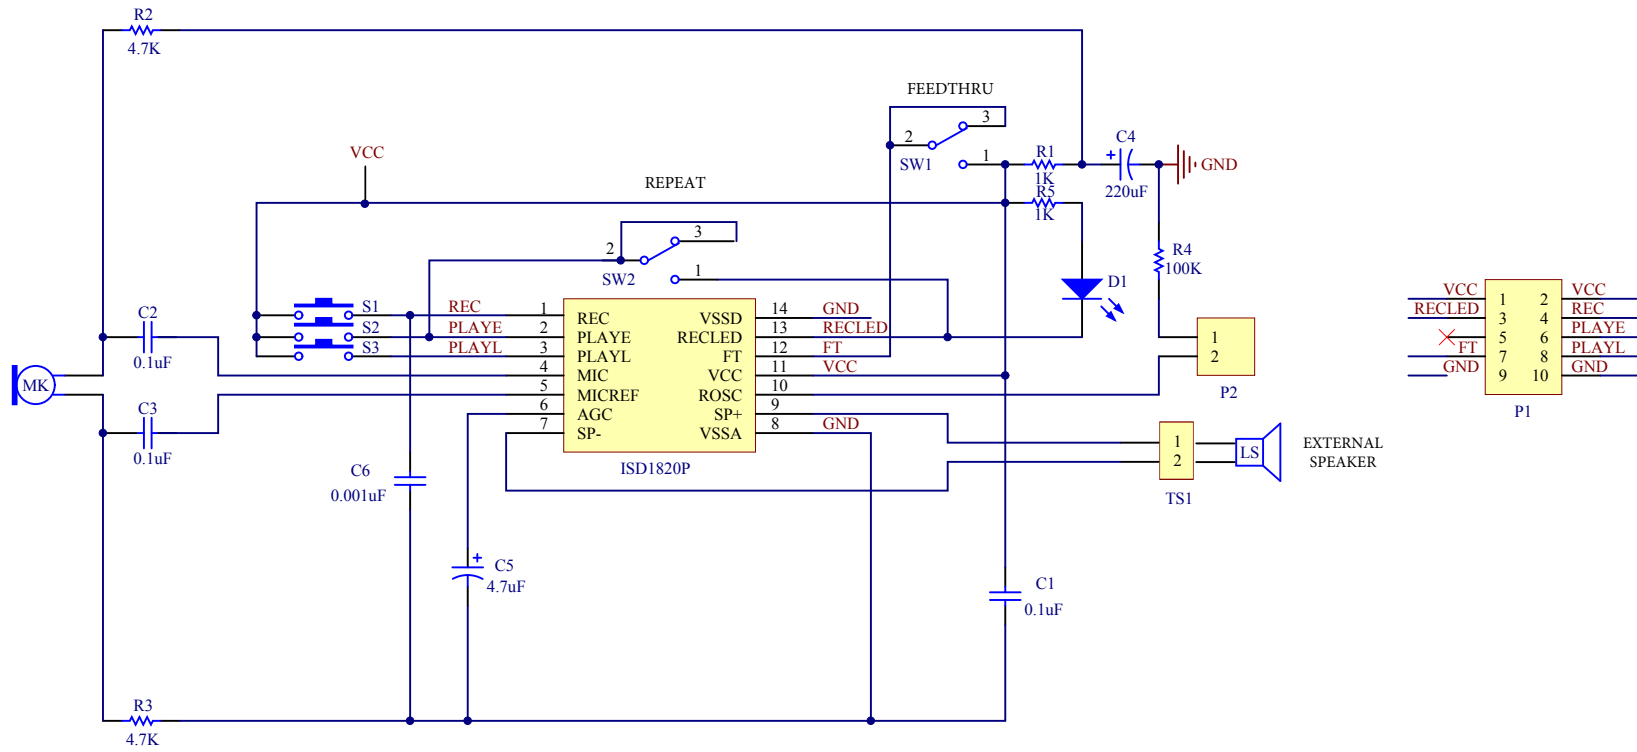 R2
4.7K
FEEDTHRU
3
2
1
SW1
R1
1K
R5
1K
C4
+
220uF
GND
VCC
REPEAT
3
2
1
SW2
R4
100K
D1
S1
S2
S3
REC
PLAYE
PLAYL
C2
0.1uF
MK
C3
0.1uF
1 REC VSSD 14 GND
2 PLAYE RECLED 13 RECLED
3 PLAYL FT 12 FT
4 MIC VCC 11 VCC
5 MICREF ROSC 10
6 AGC SP+ 9
7 SP- VSSA 8 GND
ISD1820P
1
2
P2
VCC 1 2 VCC
RECLED 3 4 REC
5 6 PLAYE
FT 7 8 PLAYL
GND 9 10 GND
P1
1
2
TS1
LS
EXTERNAL
SPEAKER
C6
0.001uF
+
C5
4.7uF
C1
0.1uF
R3
4.7K